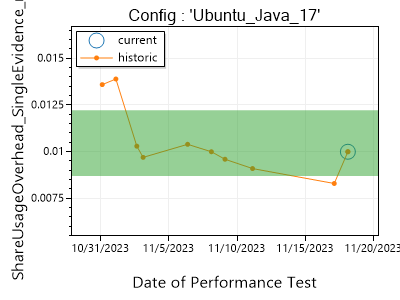 Config : 'Ubuntu_Java_17'
current
historic
0.015
0.0125
0.01
0.0075
10/31/2023
11/5/2023
11/10/2023
11/15/2023
11/20/2023
Date of Performance Test
ShareUsageOverhead_SingleEvidence_